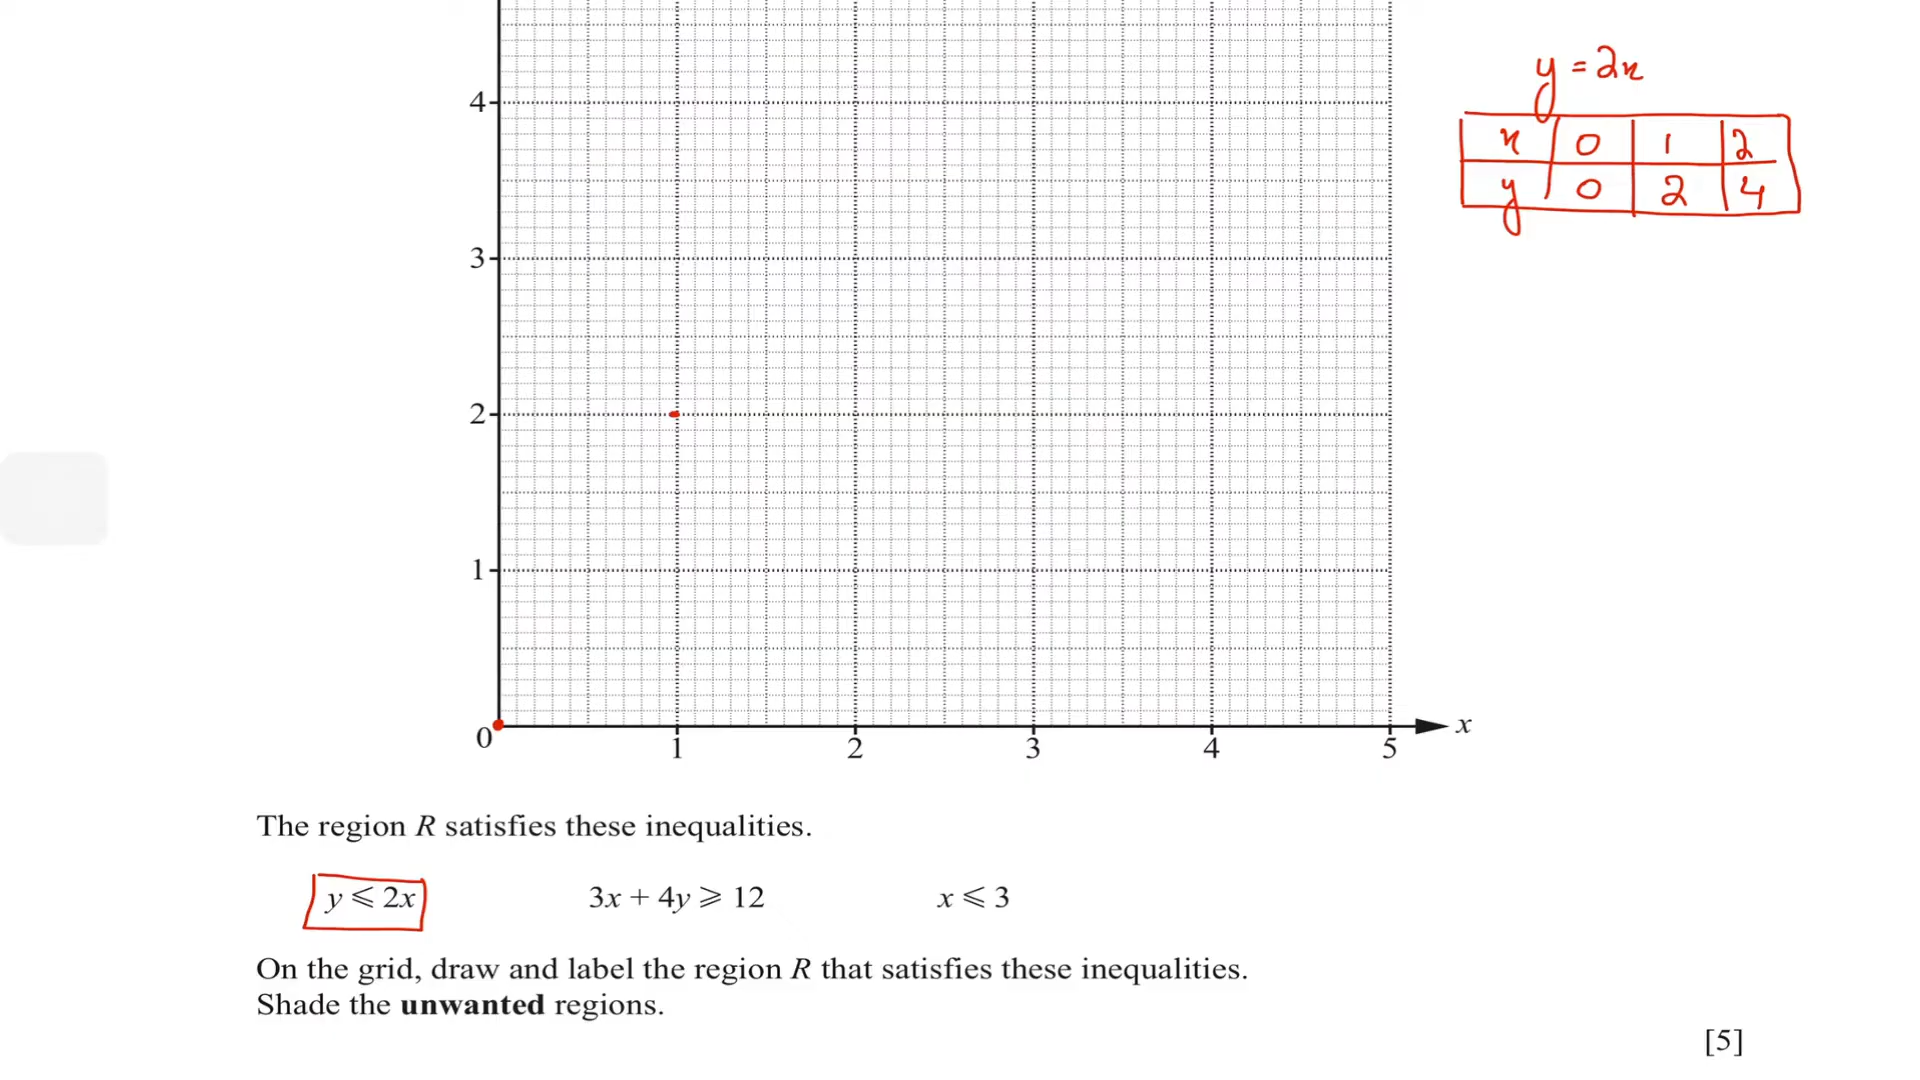 y = 2x
x 0 1 2
y 0 2 4
4
3
2
1
0
1 2 3 4 5 x
The region R satisfies these inequalities.
y ⩽ 2x 3x + 4y ⩾ 12 x ⩽ 3
On the grid, draw and label the region R that satisfies these inequalities.
Shade the unwanted regions.
[5]